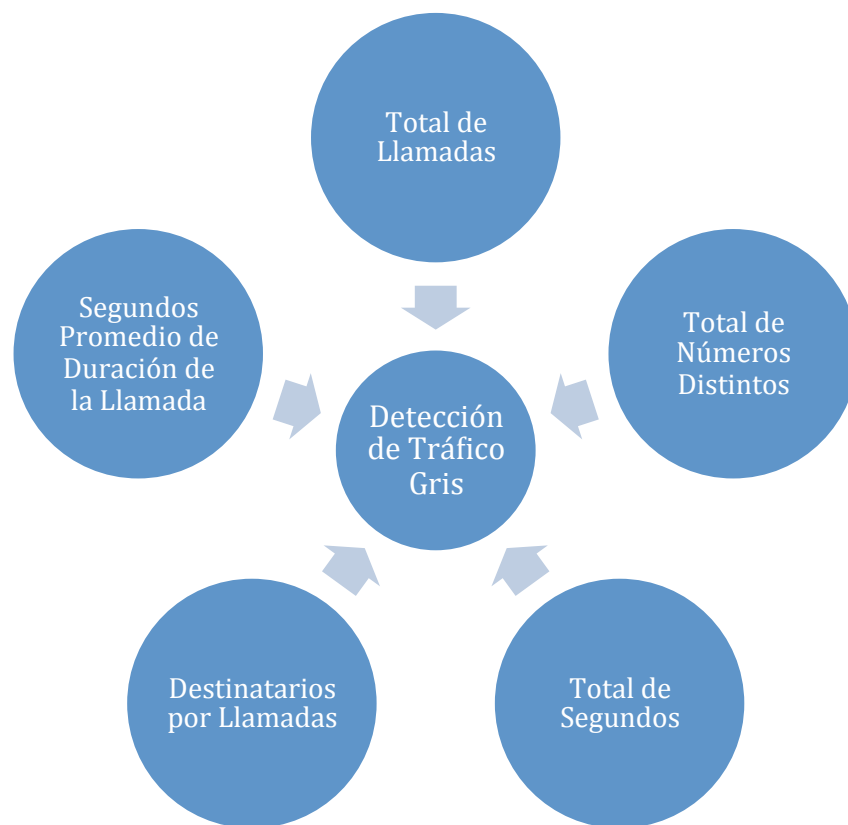 Total de
Llamadas
Segundos
Promedio de
Duración de
la Llamada
Total de
Números
Distintos
Detección
de Tráfico
Gris
Destinatarios
por Llamadas
Total de
Segundos